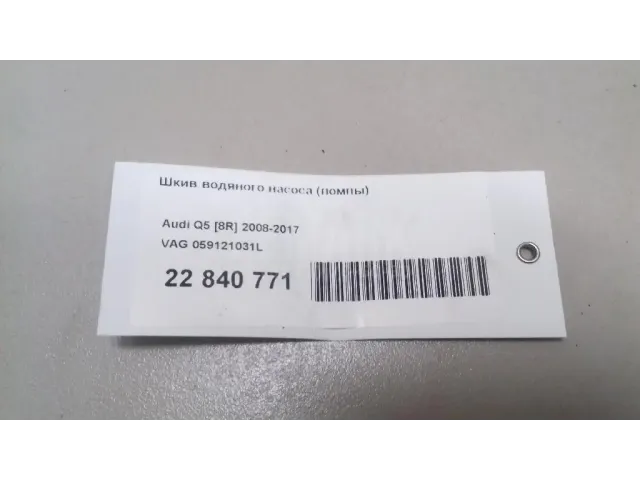 Шкив водяного насоса (помпы)
Audi Q5 [8R] 2008-2017
VAG 059121031L
22 840 771